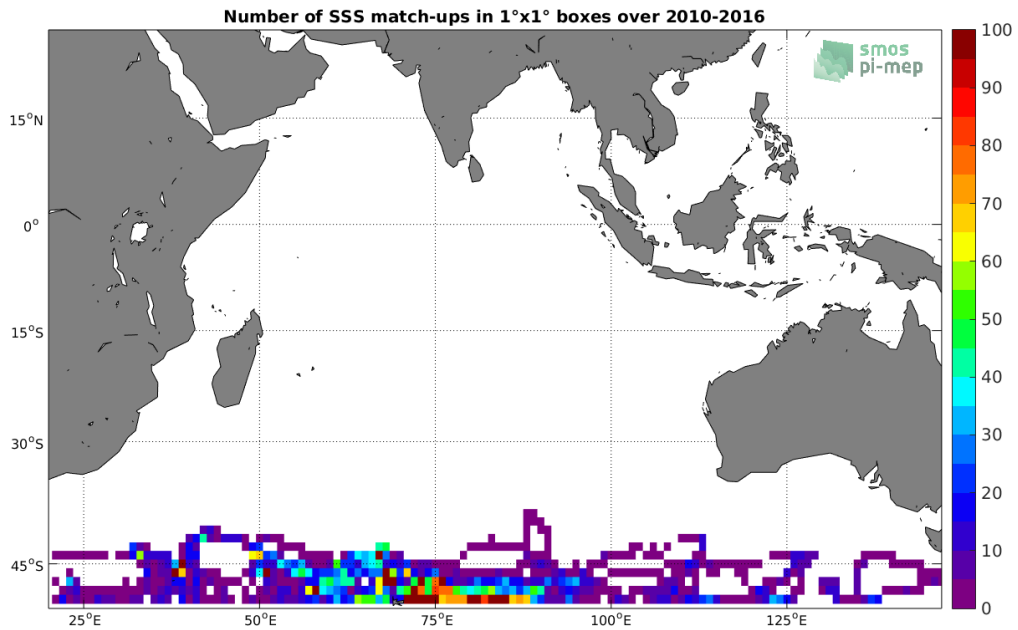 Number of SSS match-ups in 1°x1° boxes over 2010-2016
smos
pi-mep
100
90
80
70
60
50
40
30
20
10
0
15°N
0°
15°S
30°S
45°S
25°E
50°E
75°E
100°E
125°E